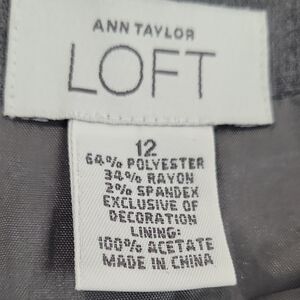 ANN TAYLOR
LOFT
12
64% POLYESTER
34% RAYON
2% SPANDEX
EXCLUSIVE OF
DECORATION
LINING:
100% ACETATE
MADE IN CHINA